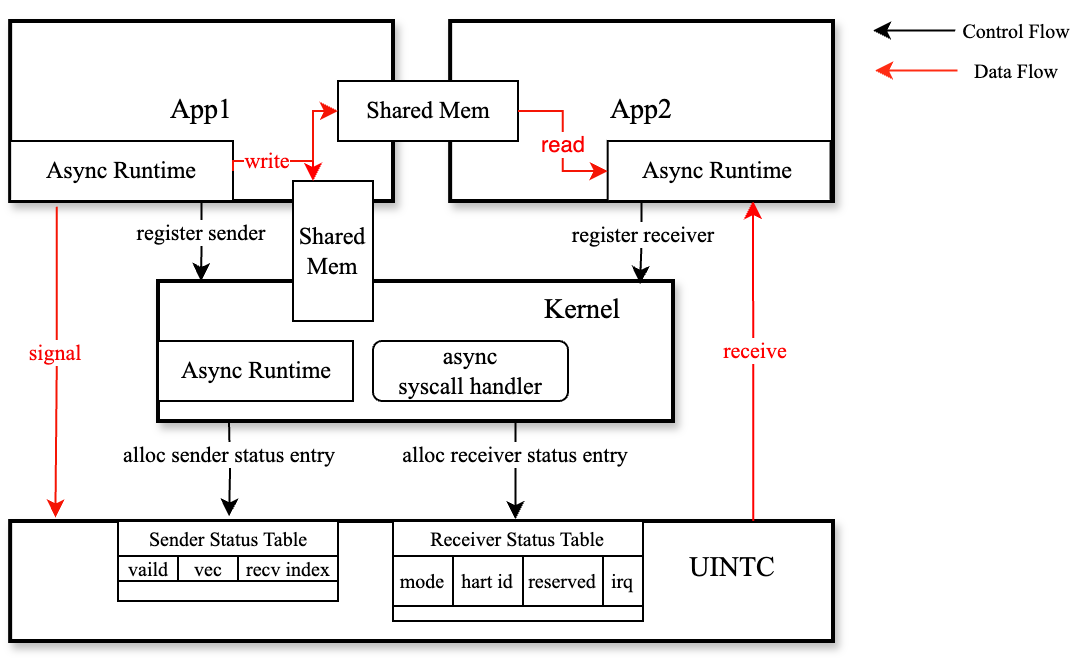 Control Flow
Data Flow
App1
Shared Mem
App2
Async Runtime
write
read
Async Runtime
register sender
Shared
Mem
register receiver
Kernel
signal
Async Runtime
async
syscall handler
receive
alloc sender status entry
alloc receiver status entry
Sender Status Table
vaild
vec
recv index
Receiver Status Table
mode
hart id
reserved
irq
UINTC